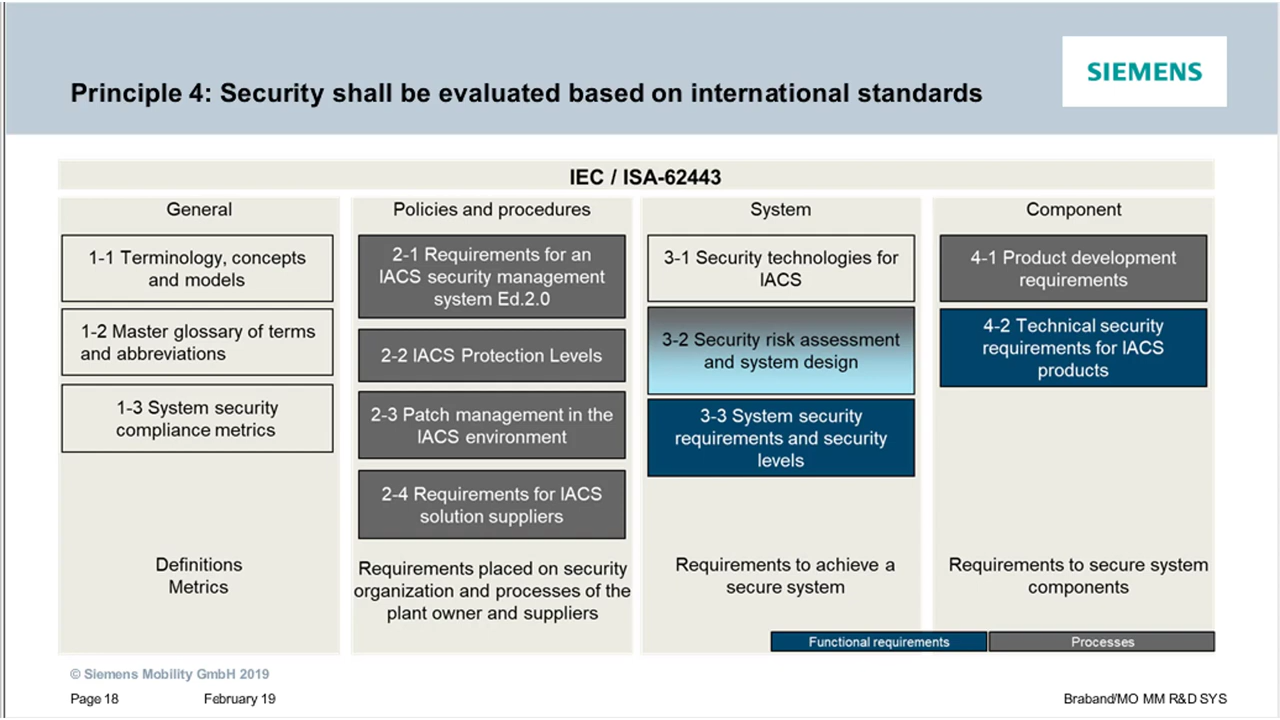 Principle 4: Security shall be evaluated based on international standards
SIEMENS
IEC / ISA-62443
General
1-1 Terminology, concepts
and models
1-2 Master glossary of terms
and abbreviations
1-3 System security
compliance metrics
Definitions
Metrics
Policies and procedures
2-1 Requirements for an
IACS security management
system Ed.2.0
2-2 IACS Protection Levels
2-3 Patch management in the
IACS environment
2-4 Requirements for IACS
solution suppliers
Requirements placed on security
organization and processes of the
plant owner and suppliers
System
3-1 Security technologies for
IACS
3-2 Security risk assessment
and system design
3-3 System security
requirements and security
levels
Requirements to achieve a
secure system
Component
4-1 Product development
requirements
4-2 Technical security
requirements for IACS
products
Requirements to secure system
components
Functional requirements
Processes
© Siemens Mobility GmbH 2019
Page 18
February 19
Braband/MO MM R&D SYS